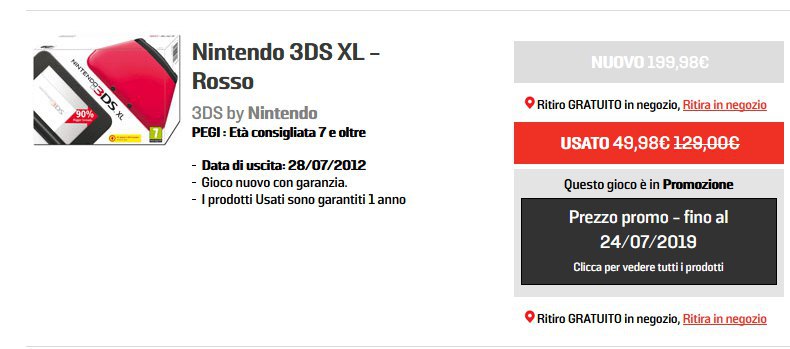 Nintendo 3DS XL –
Rosso
3DS by Nintendo
PEGI : Età consigliata 7 e oltre
- Data di uscita: 28/07/2012
- Gioco nuovo con garanzia.
- I prodotti Usati sono garantiti 1 anno
NINTENDO 3DS XL
90%
7
NUOVO 199,98€
Ritiro GRATUITO in negozio, Ritira in negozio
USATO 49,98€ 129,00€
Questo gioco è in Promozione
Prezzo promo – fino al
24/07/2019
Clicca per vedere tutti i prodotti
Ritiro GRATUITO in negozio, Ritira in negozio